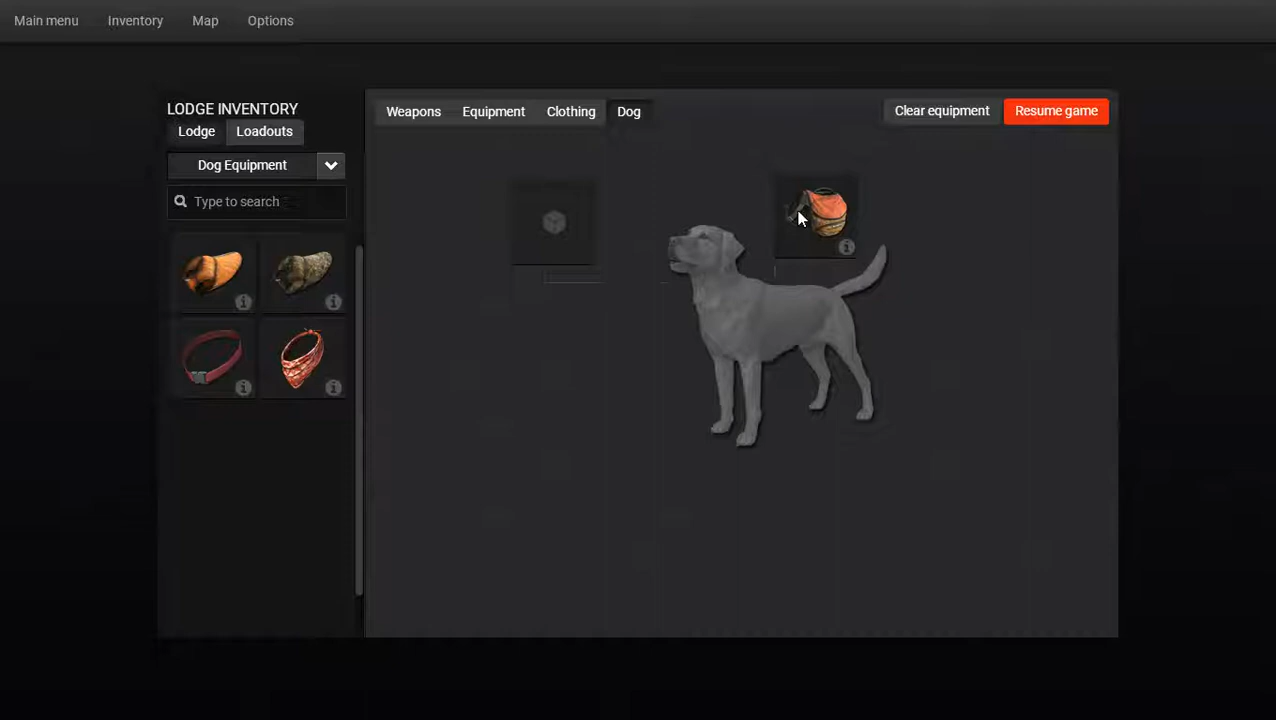 Main menu Inventory Map Options
LODGE INVENTORY
Lodge Loadouts
Dog Equipment
Type to search
Weapons Equipment Clothing Dog
Clear equipment Resume game